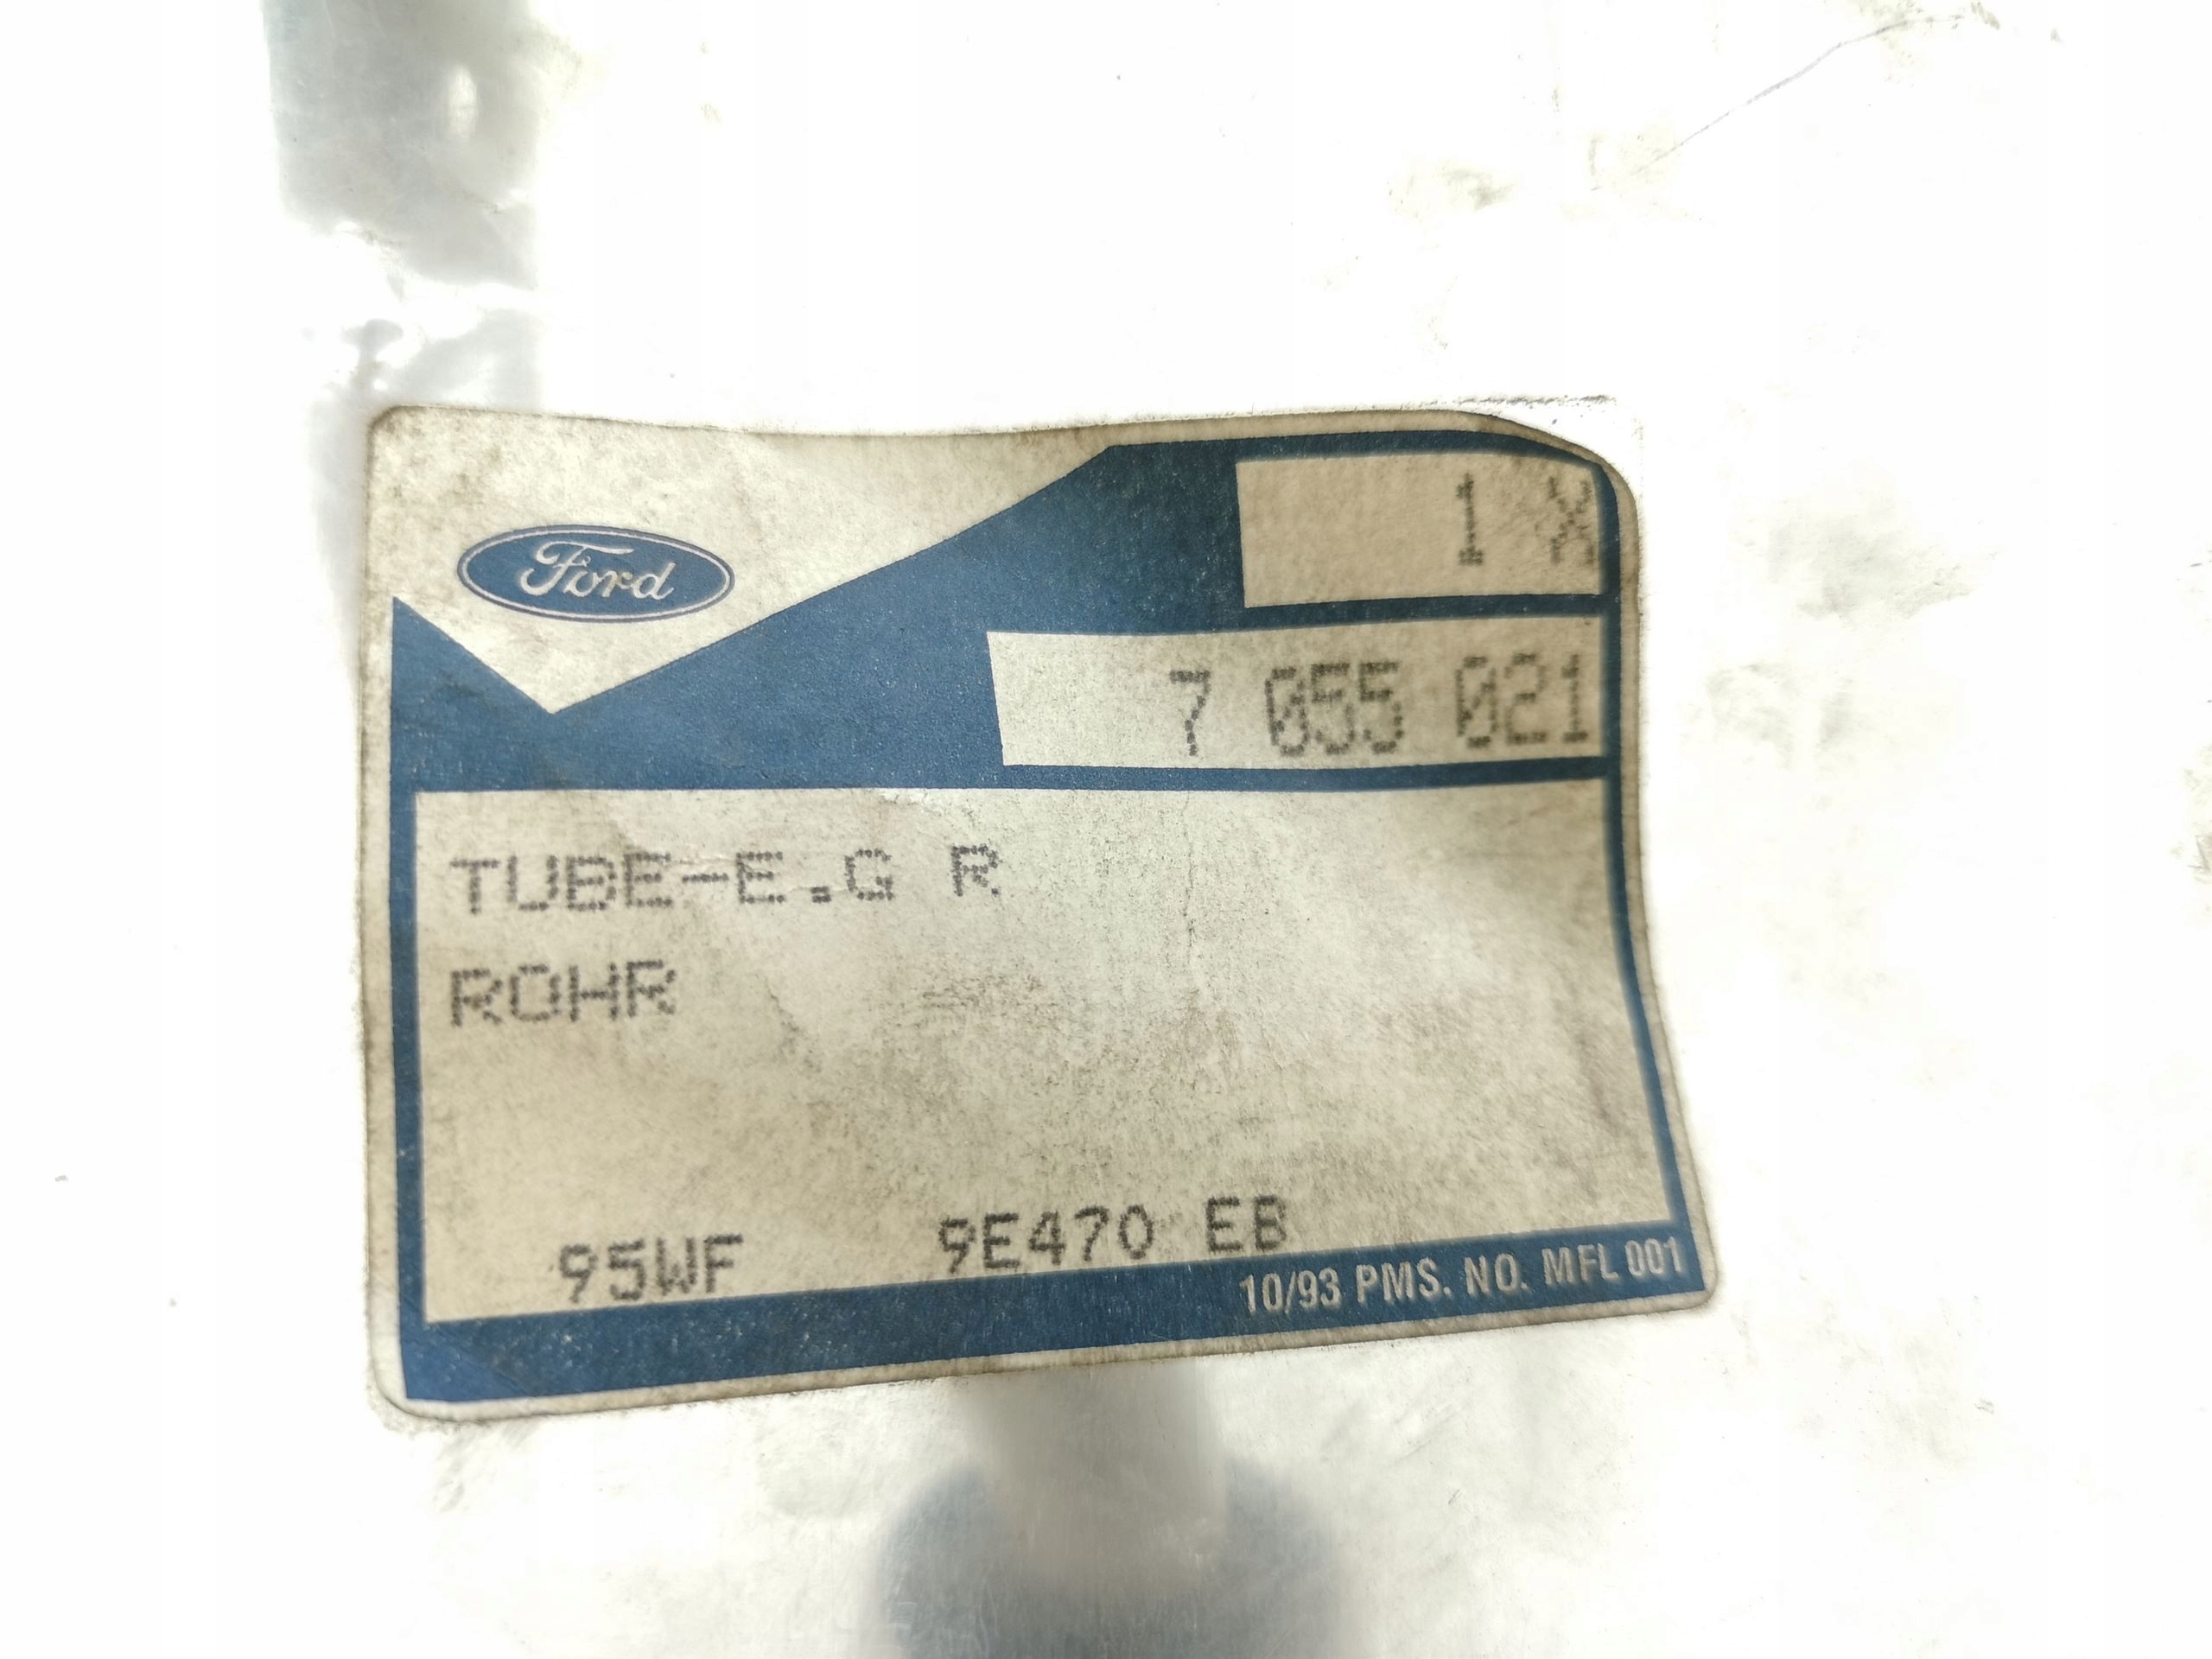 Ford
1 X
7 055 021
TUBE-E.G R
ROHR
95WF 9E470 EB
10/93 PMS. NO. MFL 001